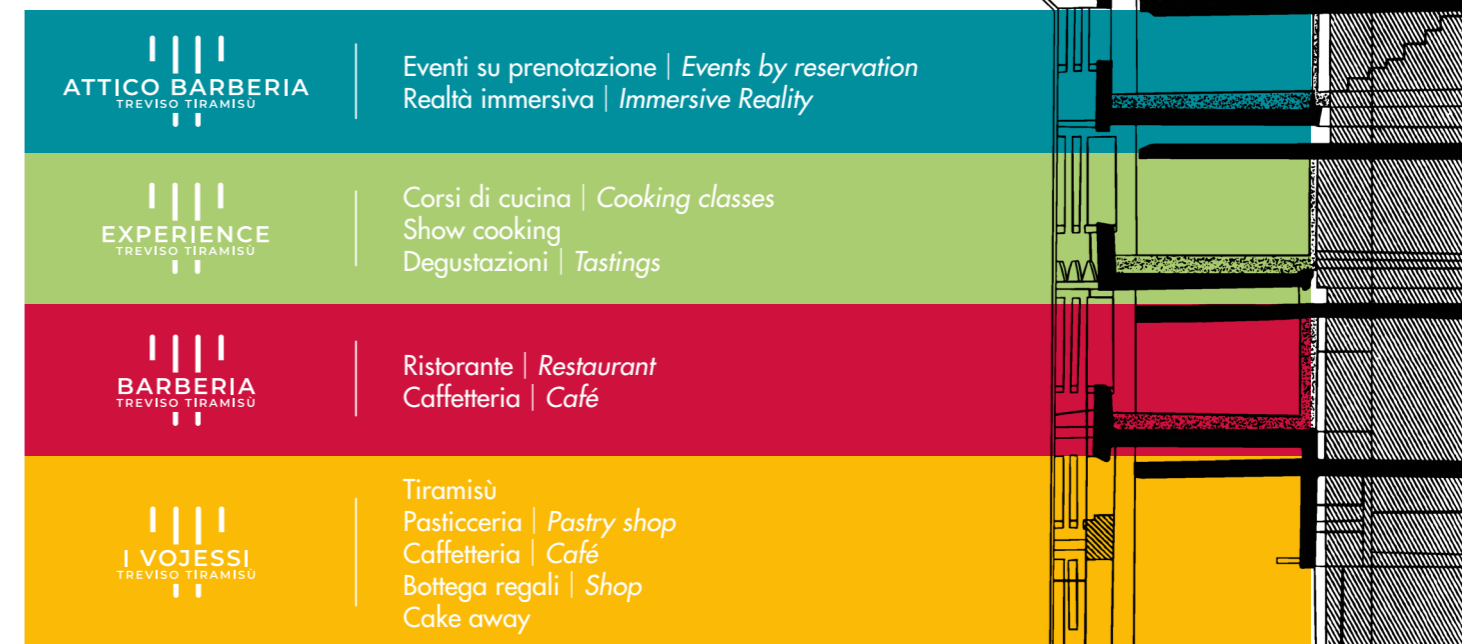 ATTICO BARBERIA
TREVISO TIRAMISÙ
Eventi su prenotazione | Events by reservation
Realtà immersiva | Immersive Reality
EXPERIENCE
TREVISO TIRAMISÙ
Corsi di cucina | Cooking classes
Show cooking
Degustazioni | Tastings
BARBERIA
TREVISO TIRAMISÙ
Ristorante | Restaurant
Caffetteria | Café
I VOJESSI
TREVISO TIRAMISÙ
Tiramisù
Pasticceria | Pastry shop
Caffetteria | Café
Bottega regali | Shop
Cake away